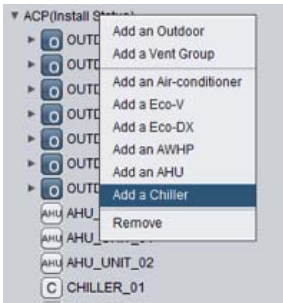 ACP(Install Status)
Add an Outdoor
Add a Vent Group
Add an Air-conditioner
Add a Eco-V
Add a Eco-DX
Add an AWHP
Add an AHU
Add a Chiller
Remove
O OUTD
O OUTD
O OUTD
O OUTD
O OUTD
O OUTD
O OUTD
AHU AHU_
AHU
AHU AHU_UNIT_02
C CHILLER_01